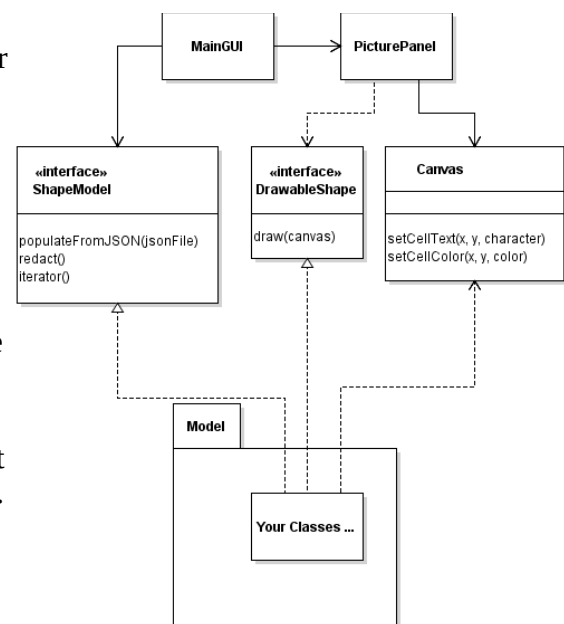 MainGUI
PicturePanel
r
«interface»
ShapeModel
populateFromJSON(jsonFile)
redact()
iterator()
«interface»
DrawableShape
draw(canvas)
Canvas
setCellText(x, y, character)
setCellColor(x, y, color)
e
t
.
Model
Your Classes ...